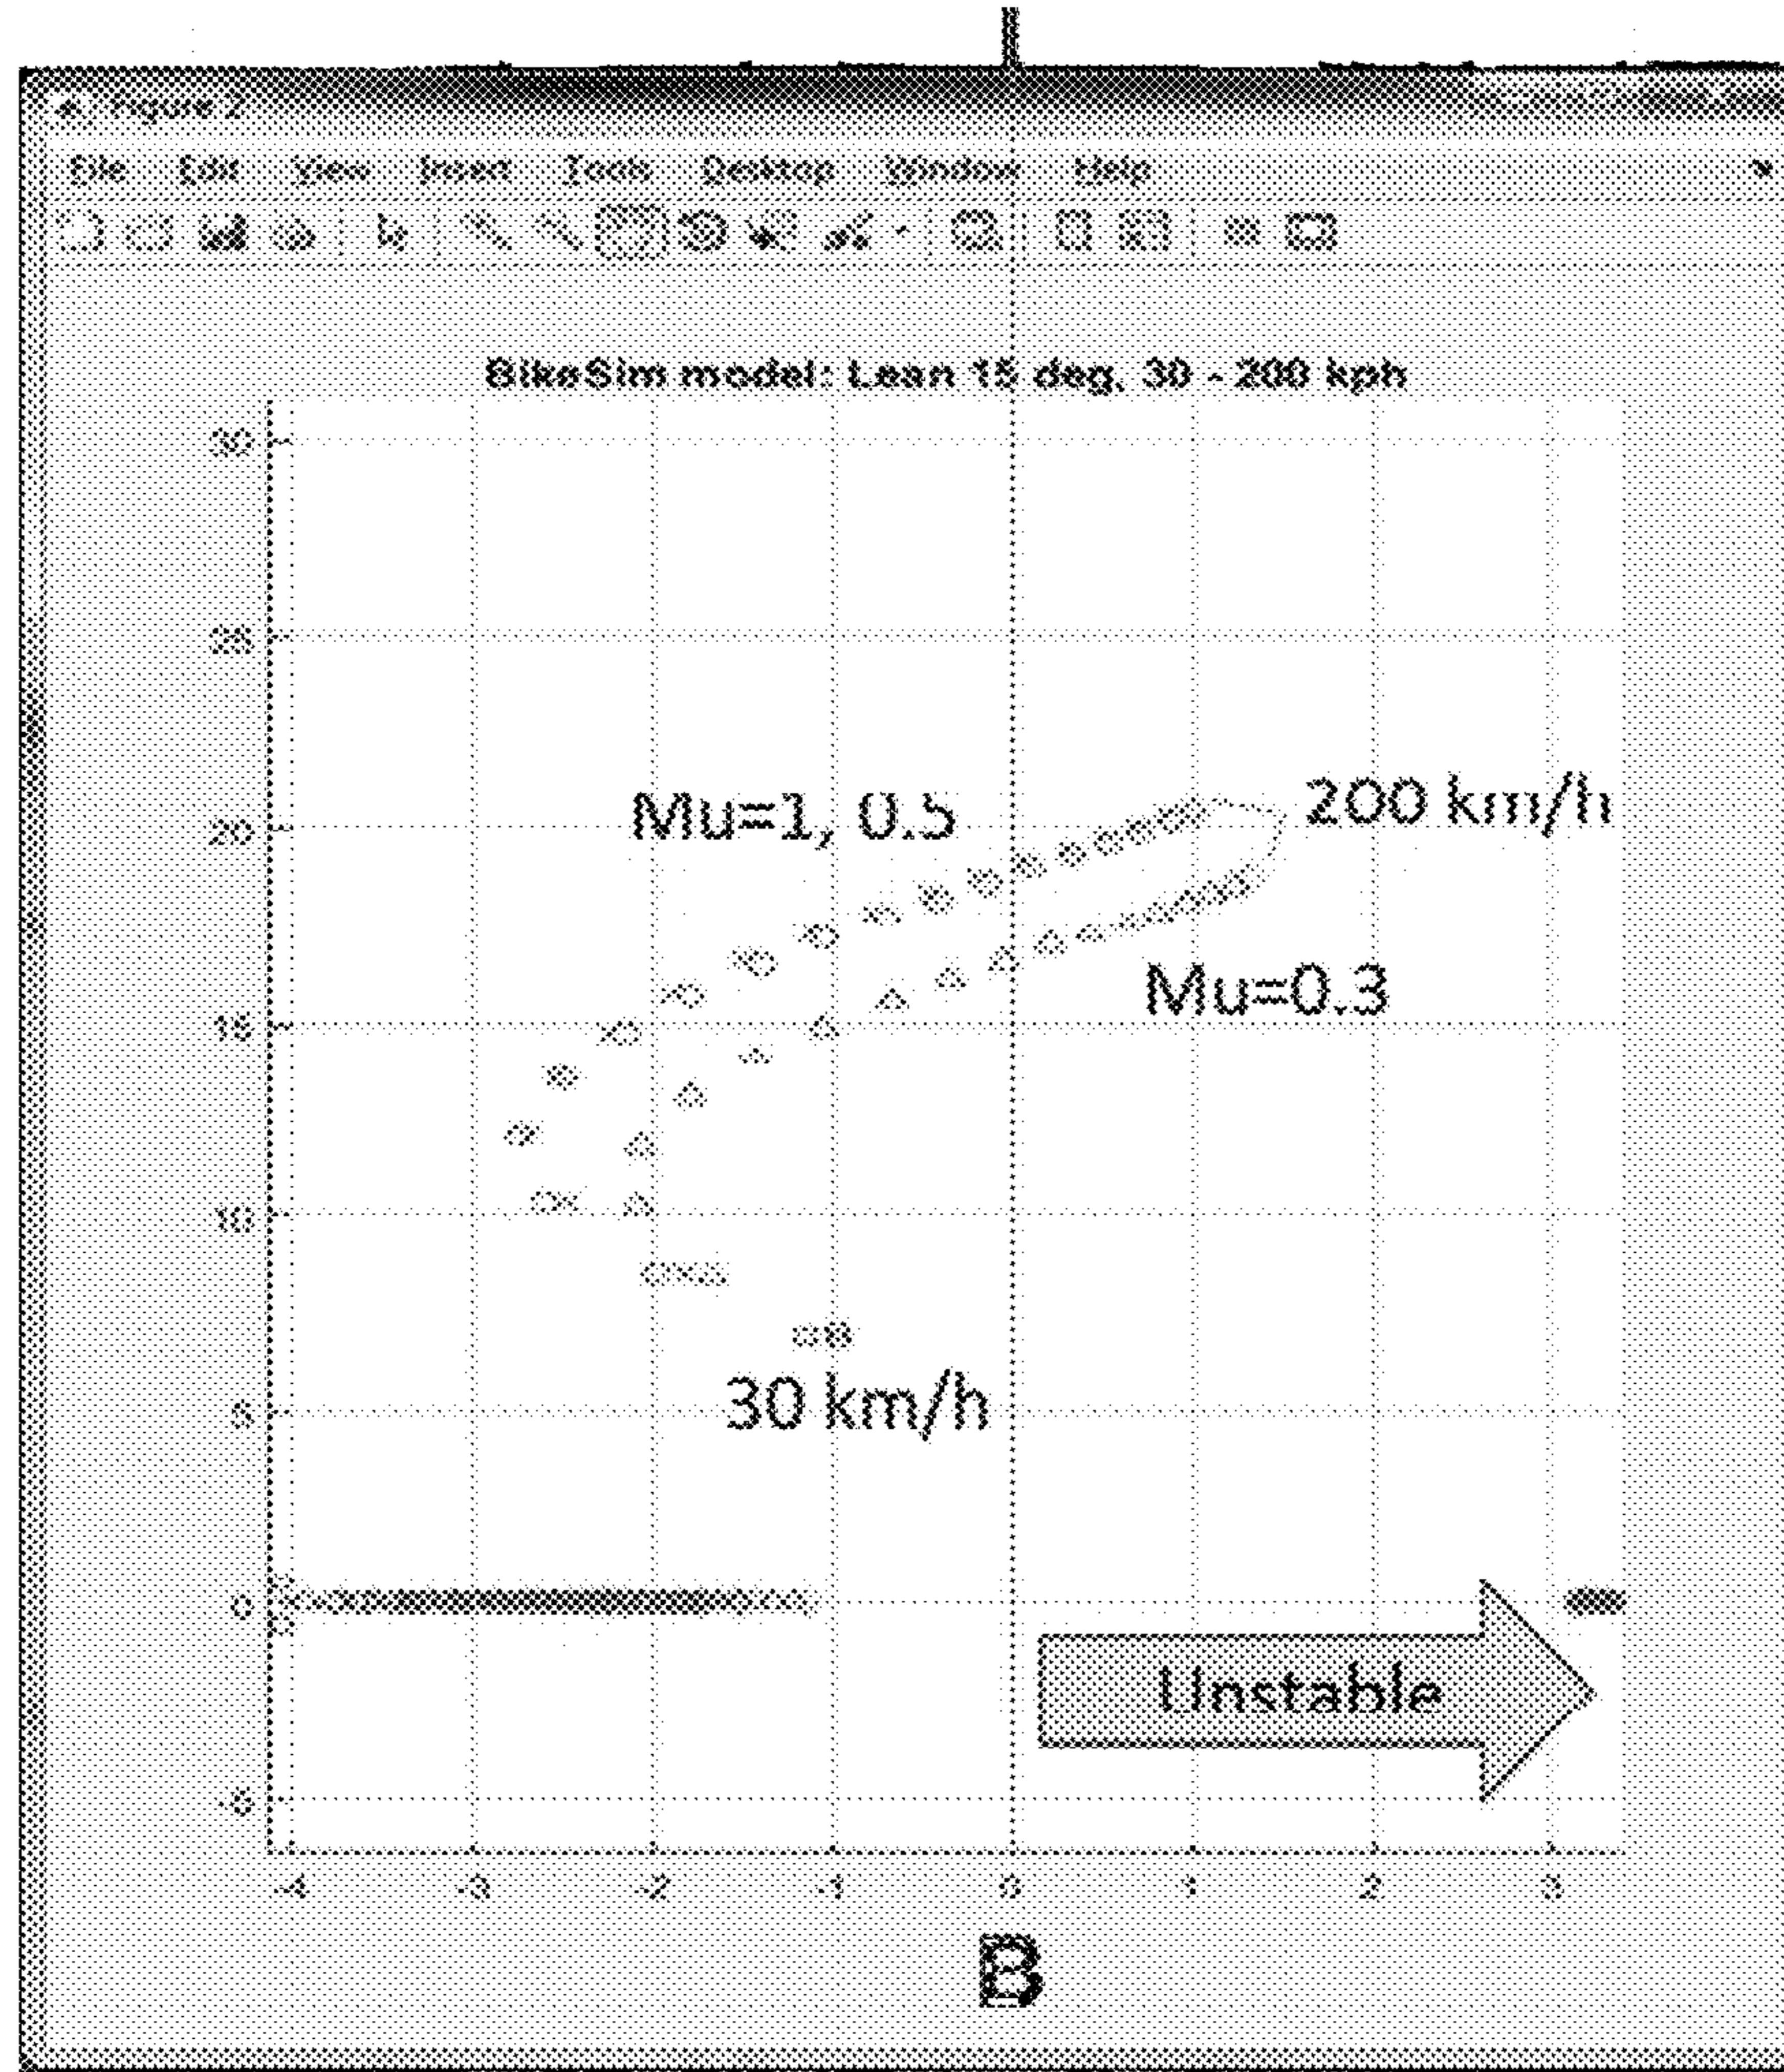 Figure 2
File Edit View Insert Tools Desktop Window Help
BikeSim model: Lean 15 deg, 30 - 200 kph
30
25
20
15
10
5
0
-5
Mu=1, 0.5
200 km/h
Mu=0.3
30 km/h
Unstable
-4 -3 -2 -1 0 1 2 3
B